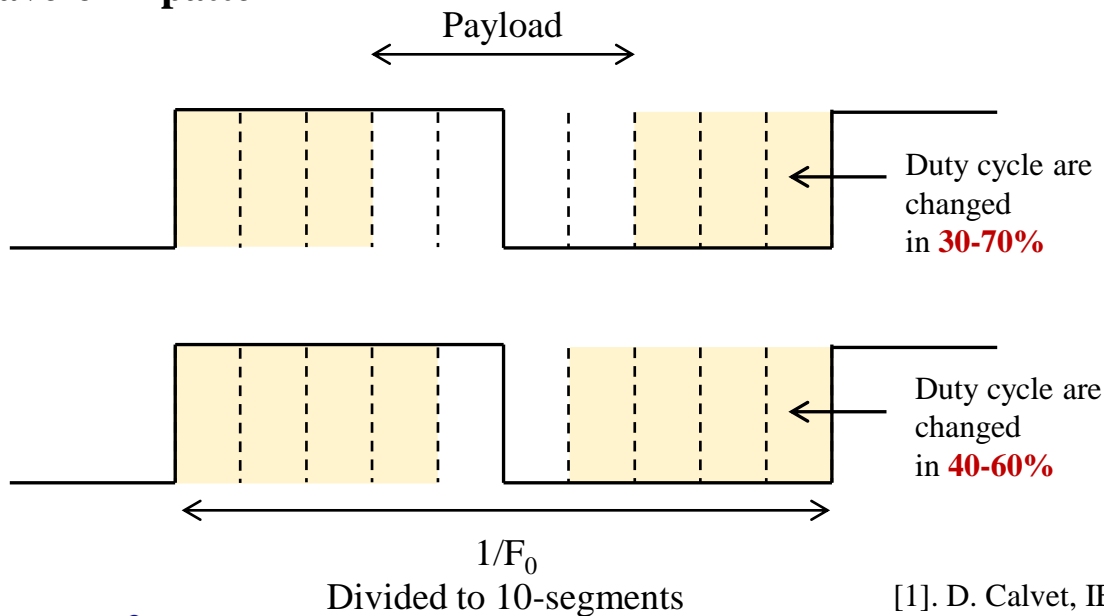 Payload
Duty cycle are
changed
in 30-70%
Duty cycle are
changed
in 40-60%
1/F₀
Divided to 10-segments
[1]. D. Calvet,